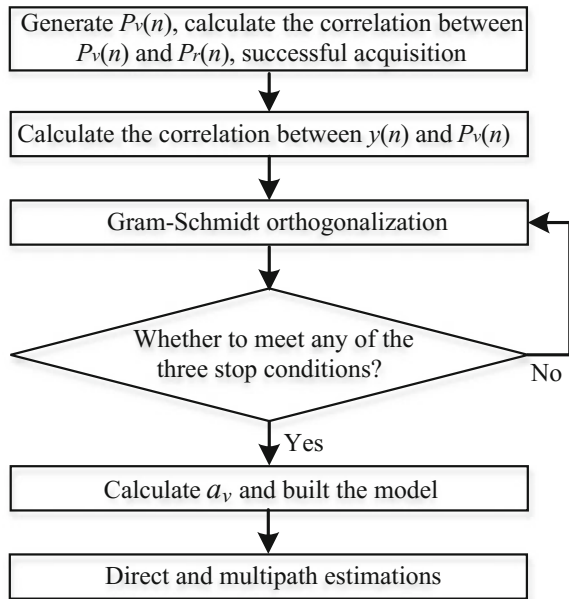 Generate Pv(n), calculate the correlation between
Pv(n) and Pr(n), successful acquisition
Calculate the correlation between y(n) and Pv(n)
Gram-Schmidt orthogonalization
Whether to meet any of the
three stop conditions?
No
Yes
Calculate av and built the model
Direct and multipath estimations